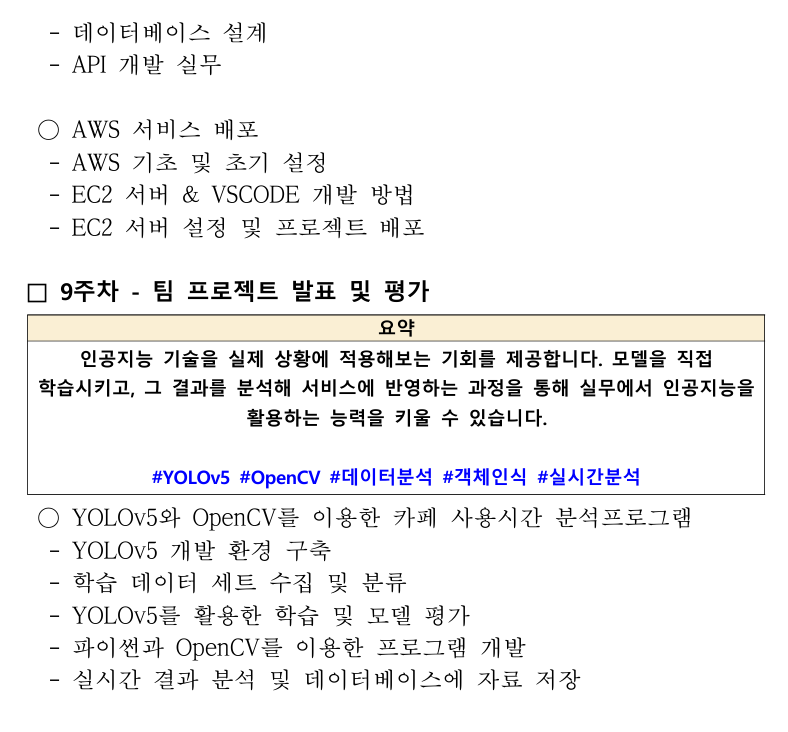 - 데이터베이스 설계
- API 개발 실무
○ AWS 서비스 배포
- AWS 기초 및 초기 설정
- EC2 서버 & VSCODE 개발 방법
- EC2 서버 설정 및 프로젝트 배포
□ 9주차 - 팀 프로젝트 발표 및 평가
요약
인공지능 기술을 실제 상황에 적용해보는 기회를 제공합니다. 모델을 직접
학습시키고, 그 결과를 분석해 서비스에 반영하는 과정을 통해 실무에서 인공지능을
활용하는 능력을 키울 수 있습니다.
#YOLOv5 #OpenCV #데이터분석 #객체인식 #실시간분석
○ YOLOv5와 OpenCV를 이용한 카페 사용시간 분석프로그램
- YOLOv5 개발 환경 구축
- 학습 데이터 세트 수집 및 분류
- YOLOv5를 활용한 학습 및 모델 평가
- 파이썬과 OpenCV를 이용한 프로그램 개발
- 실시간 결과 분석 및 데이터베이스에 자료 저장